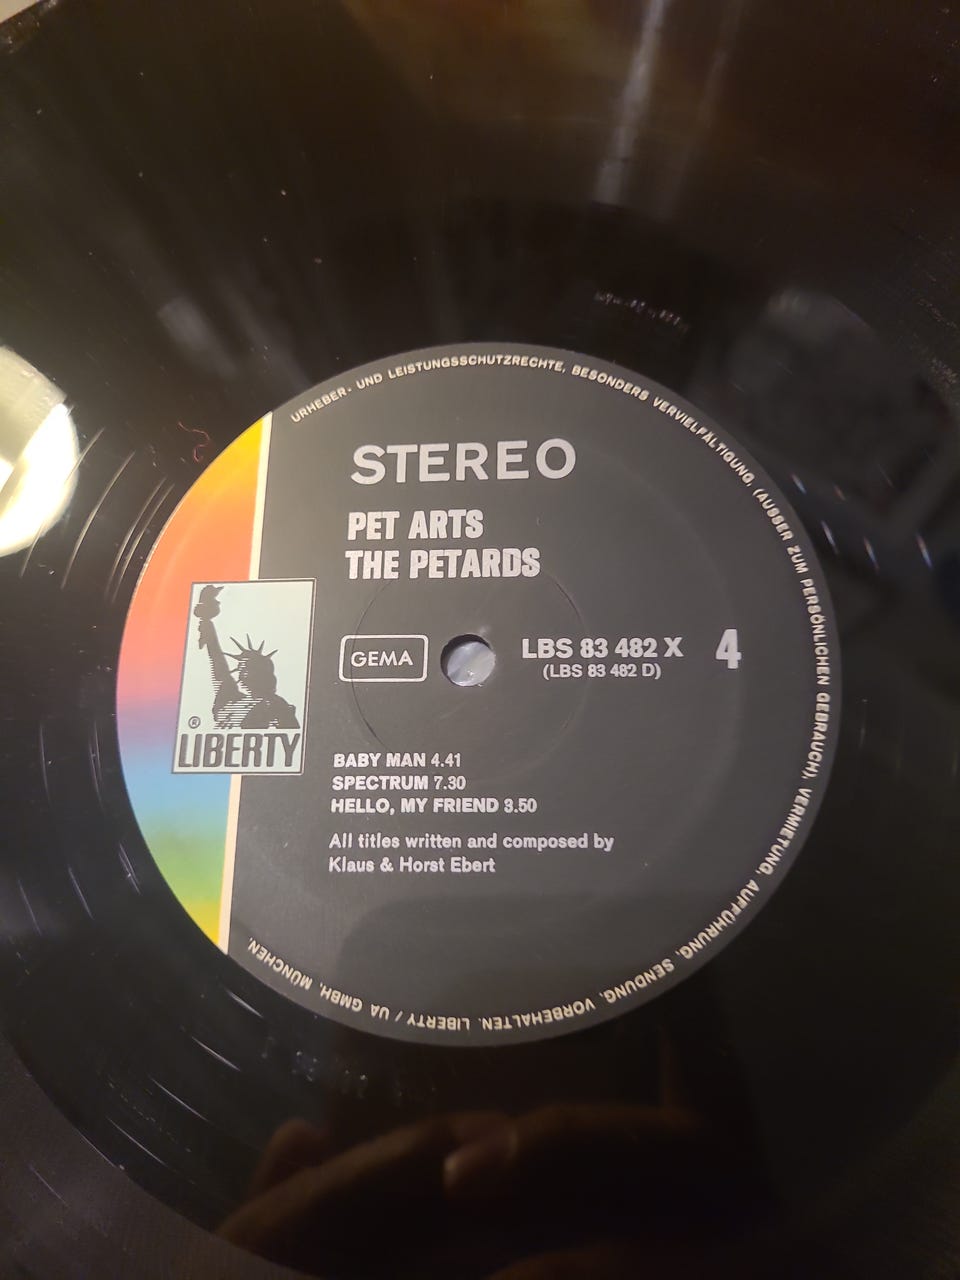 URHEBER- UND LEISTUNGSSCHUTZRECHTE, BESONDERS VERVIELFÄLTIGUNG, (AUSSER ZUM PERSÖNLICHEN GEBRAUCH), VERMIETUNG, AUFFÜHRUNG, SENDUNG, VORBEHALTEN. LIBERTY / UA GMBH, MÜNCHEN.
STEREO
PET ARTS
THE PETARDS
GEMA
LBS 83 482 X 4
(LBS 83 482 D)
® LIBERTY
BABY MAN 4.41
SPECTRUM 7.30
HELLO, MY FRIEND 3.50
All titles written and composed by
Klaus & Horst Ebert